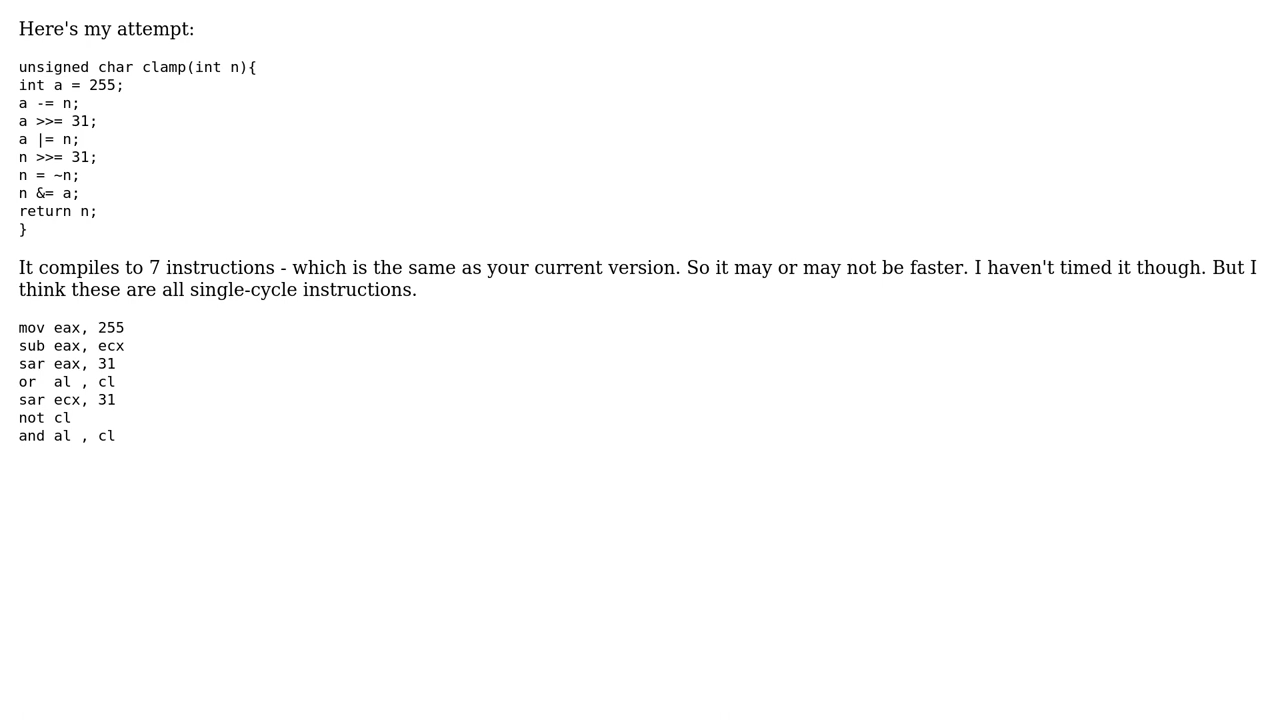 Here's my attempt:
unsigned char clamp(int n){
int a = 255;
a -= n;
a >>= 31;
a |= n;
n >>= 31;
n = ~n;
n &= a;
return n;
}
It compiles to 7 instructions - which is the same as your current version. So it may or may not be faster. I haven't timed it though. But I
think these are all single-cycle instructions.
mov eax, 255
sub eax, ecx
sar eax, 31
or  al , cl
sar ecx, 31
not cl
and al , cl